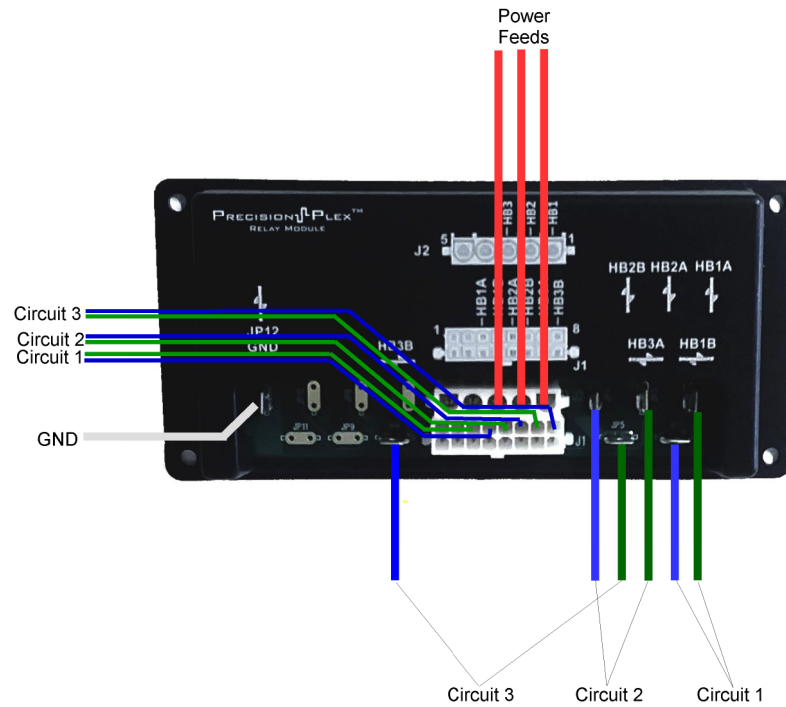 Power
Feeds
PRECISION PLEX™
RELAY MODULE
HB3
HB2
HB1
5
1
J2
HB1A
HB2A
HB2B
HB3B
HB2B HB2A HB1A
Circuit 3
JP12
1
8
Circuit 2
GND
HB3B
J1
HB3A
HB1B
Circuit 1
GND
JP11
JP9
J1
JP5
Circuit 3
Circuit 2
Circuit 1